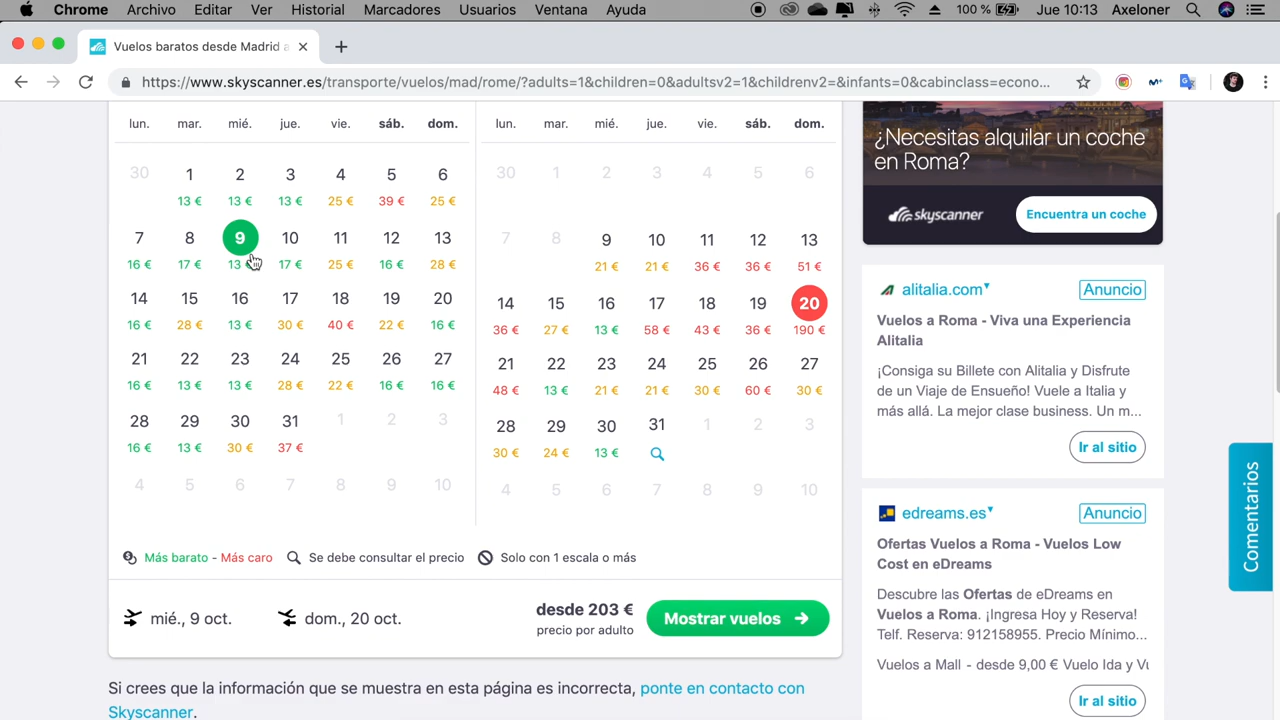 Chrome Archivo Editar Ver Historial Marcadores Usuarios Ventana Ayuda 100 % Jue 10:13 Axeloner
Vuelos baratos desde Madrid a
https://www.skyscanner.es/transporte/vuelos/mad/rome/?adults=1&children=0&adultsv2=1&childrenv2=&infants=0&cabinclass=econo...
lun. mar. mié. jue. vie. sáb. dom.
30 1 2 3 4 5 6
13 € 13 € 13 € 25 € 39 € 25 €
7 8 9 10 11 12 13
16 € 17 € 13 € 17 € 25 € 16 € 28 €
14 15 16 17 18 19 20
16 € 28 € 13 € 30 € 40 € 22 € 16 €
21 22 23 24 25 26 27
16 € 13 € 13 € 28 € 22 € 16 € 16 €
28 29 30 31 1 2 3
16 € 13 € 30 € 37 €
4 5 6 7 8 9 10
lun. mar. mié. jue. vie. sáb. dom.
30 1 2 3 4 5 6
7 8 9 10 11 12 13
21 € 21 € 36 € 36 € 51 €
14 15 16 17 18 19 20
36 € 27 € 13 € 58 € 43 € 36 € 190 €
21 22 23 24 25 26 27
48 € 13 € 21 € 21 € 30 € 60 € 30 €
28 29 30 31 1 2 3
30 € 24 € 13 €
4 5 6 7 8 9 10
Más barato - Más caro Se debe consultar el precio Solo con 1 escala o más
mié., 9 oct. dom., 20 oct.
desde 203 €
precio por adulto
Mostrar vuelos
Si crees que la información que se muestra en esta página es incorrecta, ponte en contacto con
Skyscanner.
¿Necesitas alquilar un coche
en Roma?
skyscanner
Encuentra un coche
alitalia.com Anuncio
Vuelos a Roma - Viva una Experiencia
Alitalia
¡Consiga su Billete con Alitalia y Disfrute
de un Viaje de Ensueño! Vuele a Italia y
más allá. La mejor clase business. Un m...
Ir al sitio
edreams.es Anuncio
Ofertas Vuelos a Roma - Vuelos Low
Cost en eDreams
Descubre las Ofertas de eDreams en
Vuelos a Roma. ¡Ingresa Hoy y Reserva!
Telf. Reserva: 912158955. Precio Mínimo...
Vuelos a Mall - desde 9,00 € Vuelo Ida y Vu
Ir al sitio
Comentarios